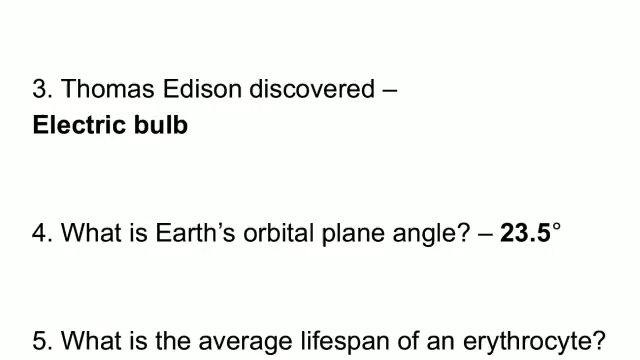 3. Thomas Edison discovered –
Electric bulb
4. What is Earth's orbital plane angle? – 23.5°
5. What is the average lifespan of an erythrocyte?